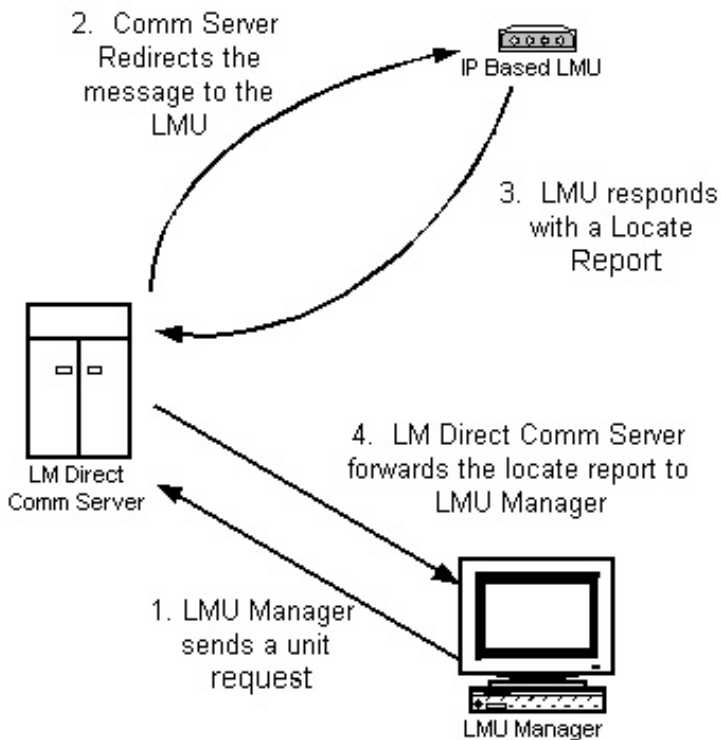 2. Comm Server
Redirects the
message to the
LMU
IP Based LMU
3. LMU responds
with a Locate
Report
LM Direct
Comm Server
4. LM Direct Comm Server
forwards the locate report to
LMU Manager
1. LMU Manager
sends a unit
request
LMU Manager